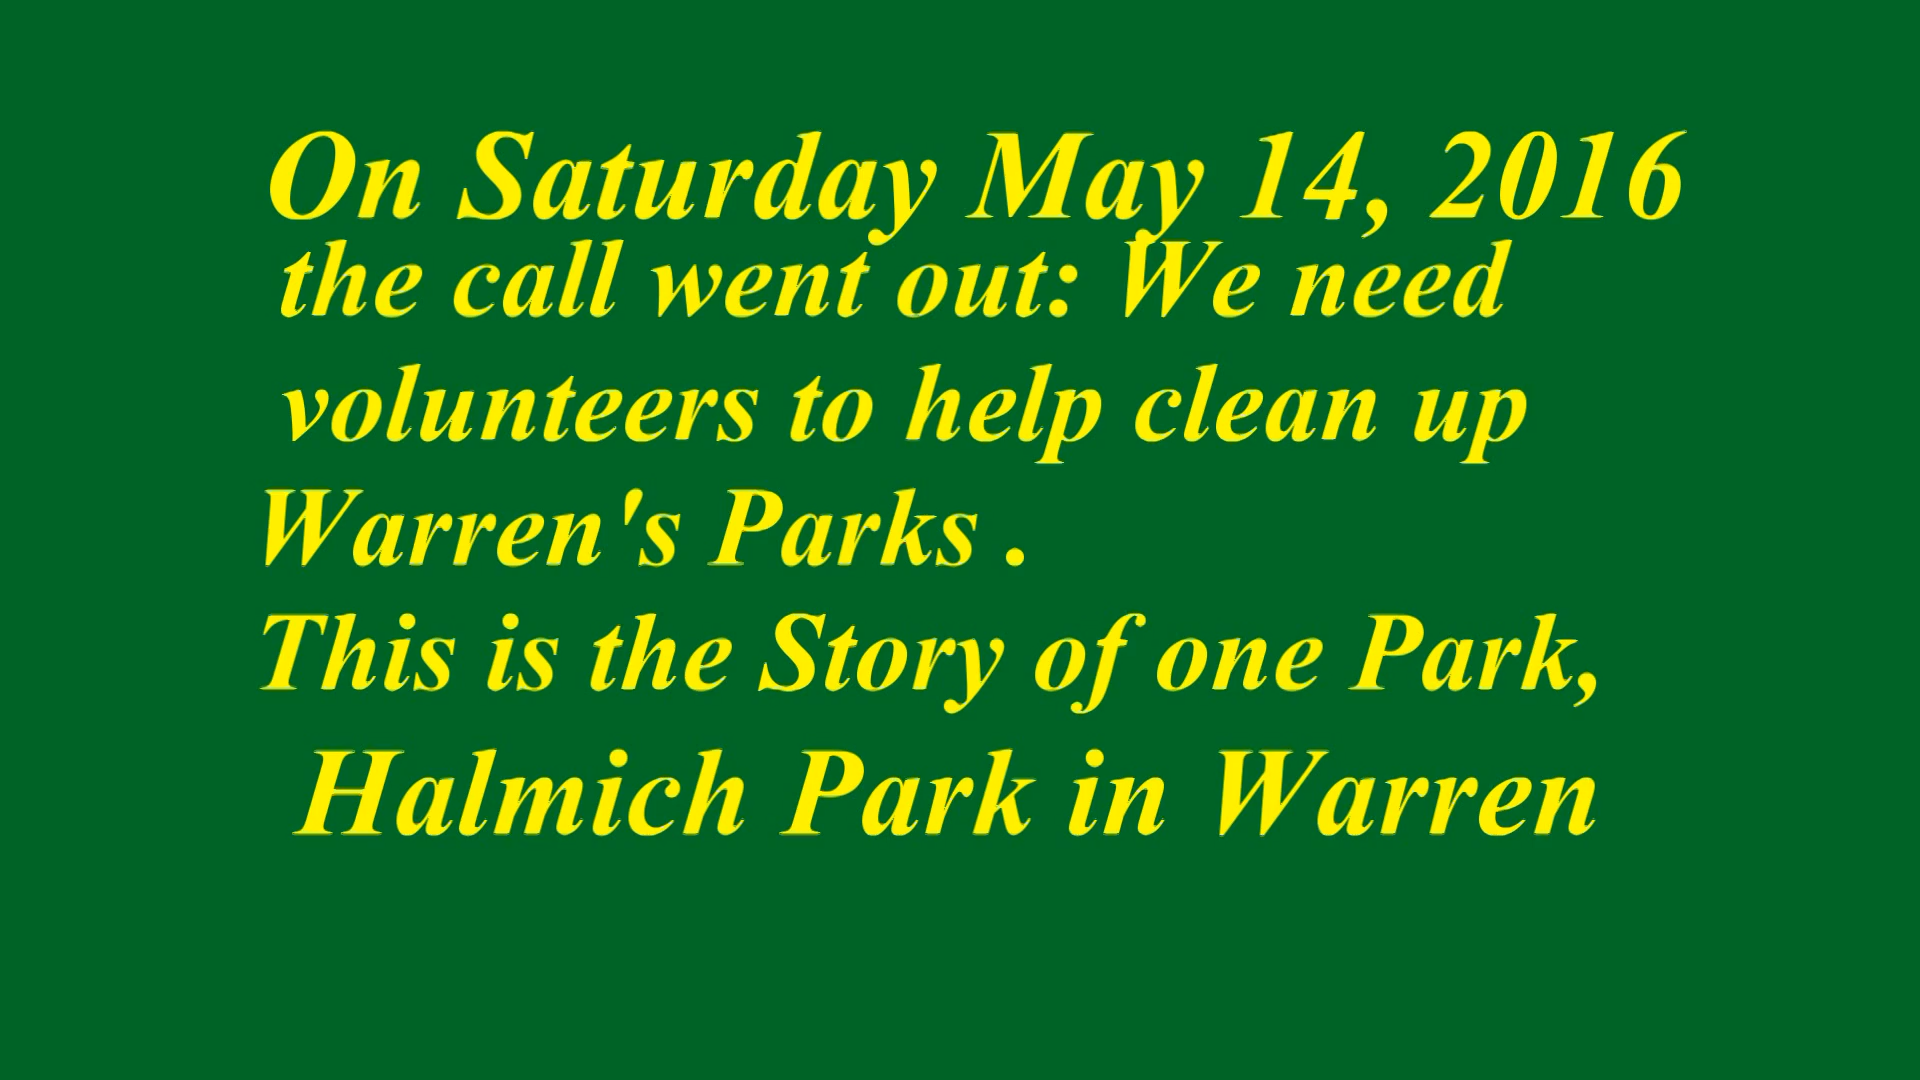 On Saturday May 14, 2016
the call went out: We need
volunteers to help clean up
Warren's Parks .
This is the Story of one Park,
Halmich Park in Warren